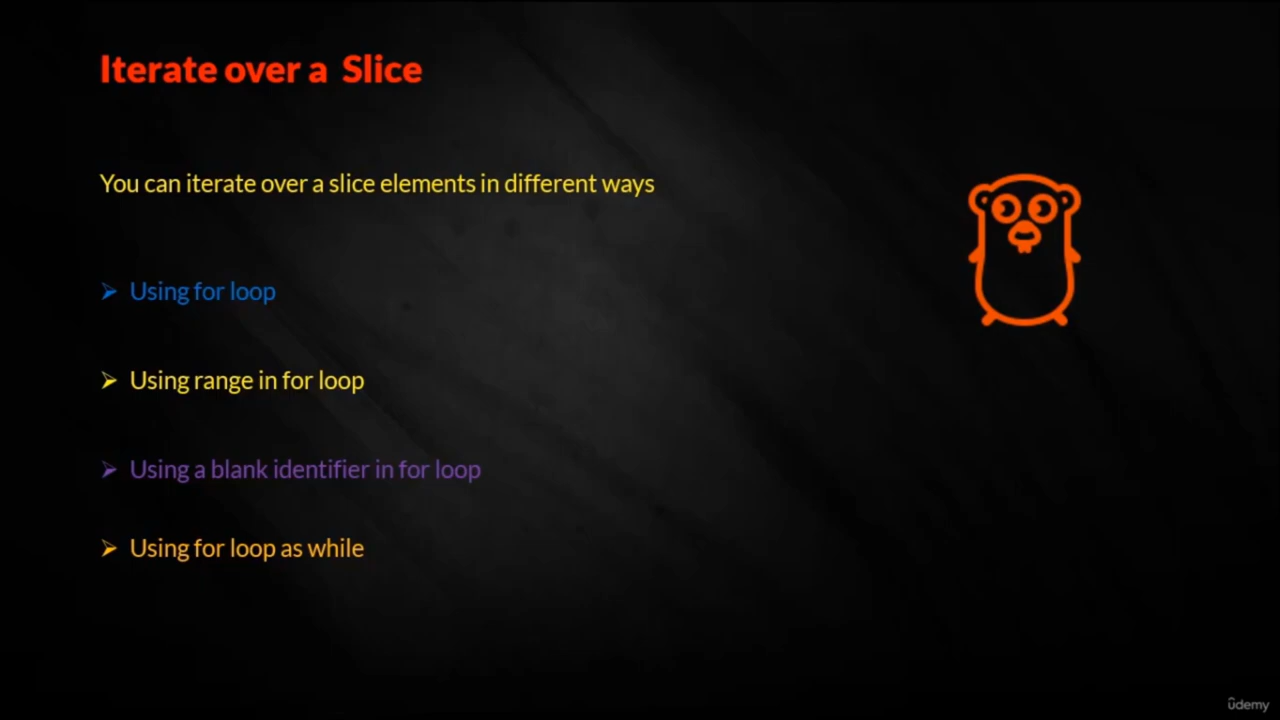 Iterate over a Slice
You can iterate over a slice elements in different ways
➢ Using for loop
➢ Using range in for loop
➢ Using a blank identifier in for loop
➢ Using for loop as while
ûdemy